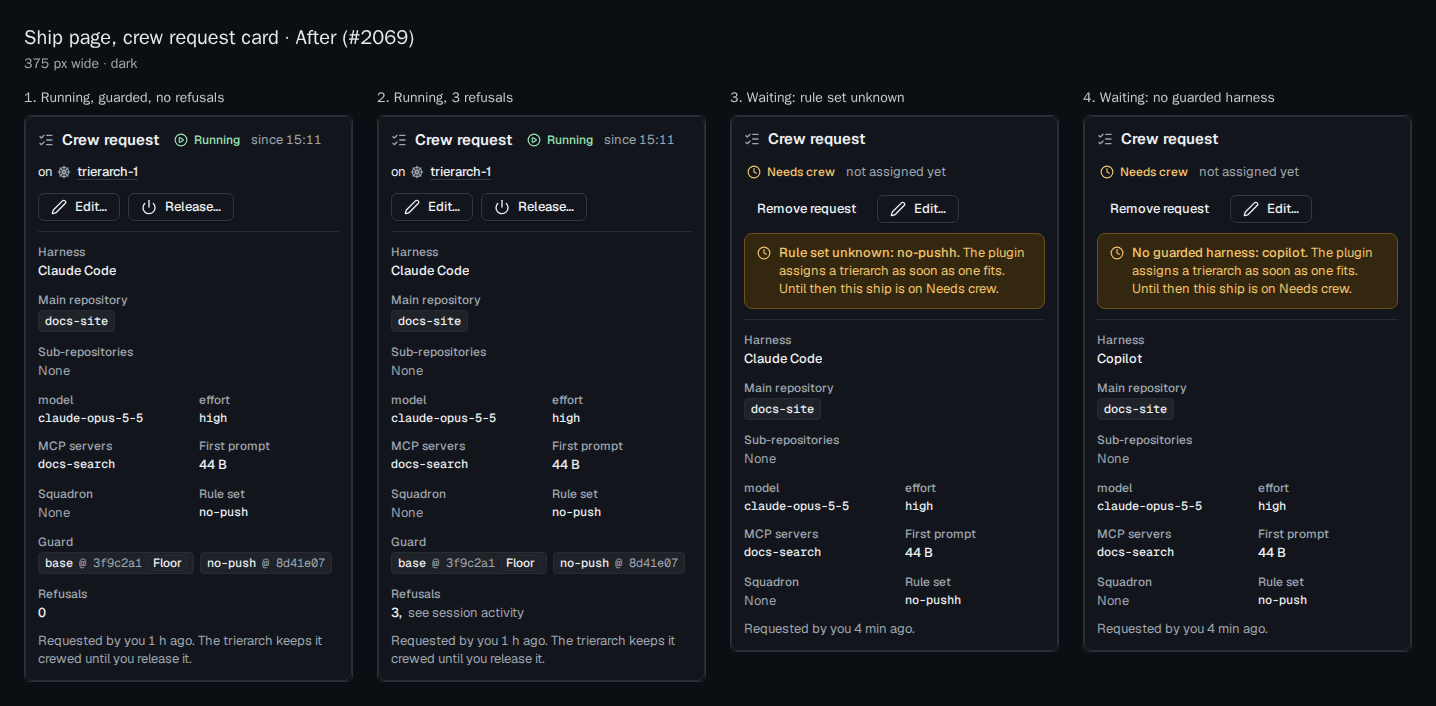 Ship page, crew request card · After (#2069)
375 px wide · dark
1. Running, guarded, no refusals
Crew request Running since 15:11
on trierarch-1
Edit… Release…
Harness
Claude Code
Main repository
docs-site
Sub-repositories
None
model effort
claude-opus-5-5 high
MCP servers First prompt
docs-search 44 B
Squadron Rule set
None no-push
Guard
base @ 3f9c2a1 Floor no-push @ 8d41e07
Refusals
0
Requested by you 1 h ago. The trierarch keeps it
crewed until you release it.
2. Running, 3 refusals
Crew request Running since 15:11
on trierarch-1
Edit… Release…
Harness
Claude Code
Main repository
docs-site
Sub-repositories
None
model effort
claude-opus-5-5 high
MCP servers First prompt
docs-search 44 B
Squadron Rule set
None no-push
Guard
base @ 3f9c2a1 Floor no-push @ 8d41e07
Refusals
3, see session activity
Requested by you 1 h ago. The trierarch keeps it
crewed until you release it.
3. Waiting: rule set unknown
Crew request
Needs crew not assigned yet
Remove request Edit…
Rule set unknown: no-pushh. The plugin
assigns a trierarch as soon as one fits.
Until then this ship is on Needs crew.
Harness
Claude Code
Main repository
docs-site
Sub-repositories
None
model effort
claude-opus-5-5 high
MCP servers First prompt
docs-search 44 B
Squadron Rule set
None no-pushh
Requested by you 4 min ago.
4. Waiting: no guarded harness
Crew request
Needs crew not assigned yet
Remove request Edit…
No guarded harness: copilot. The plugin
assigns a trierarch as soon as one fits.
Until then this ship is on Needs crew.
Harness
Copilot
Main repository
docs-site
Sub-repositories
None
model effort
claude-opus-5-5 high
MCP servers First prompt
docs-search 44 B
Squadron Rule set
None no-push
Requested by you 4 min ago.